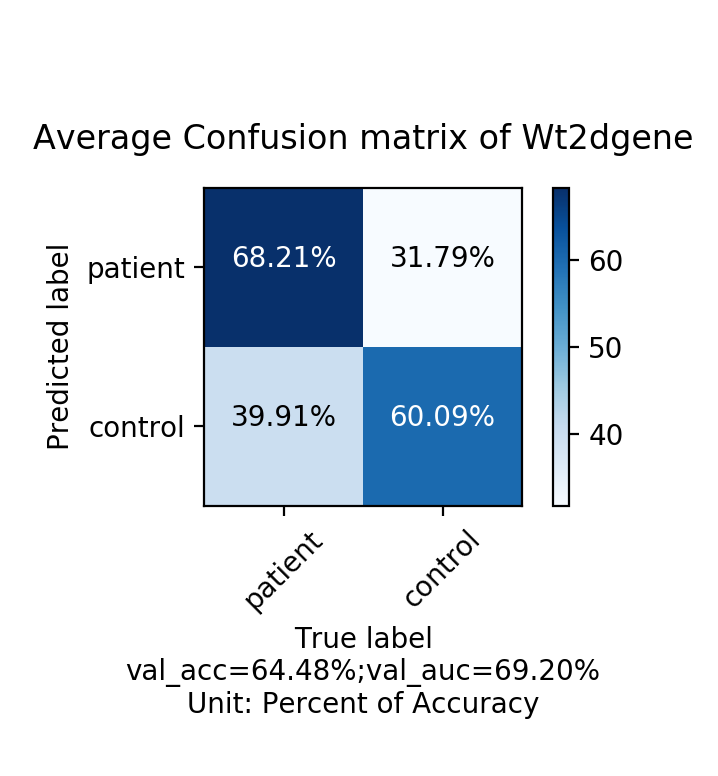 Average Confusion matrix of Wt2dgene
Predicted label
patient
68.21%
31.79%
control
39.91%
60.09%
60
50
40
patient
control
True label
val_acc=64.48%;val_auc=69.20%
Unit: Percent of Accuracy